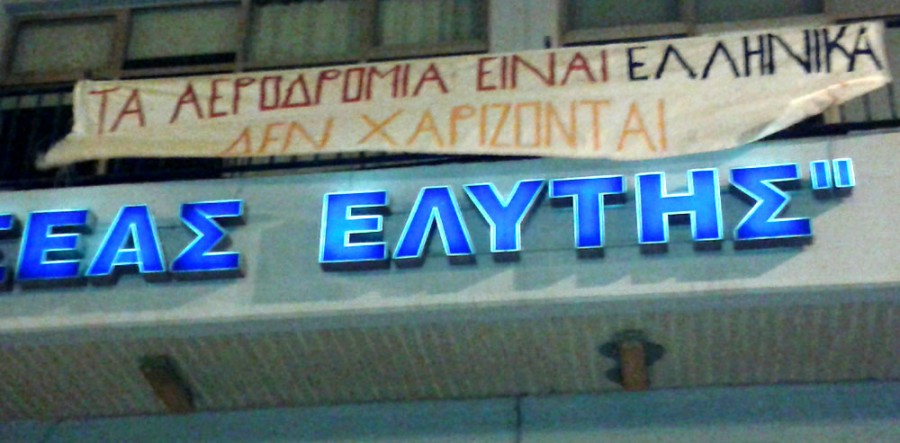 ΤΑ ΑΕΡΟΔΡΟΜΙΑ ΕΙΝΑΙ ΕΛΛΗΝΙΚΑ
ΔΕΝ ΧΑΡΙΖΟΝΤΑΙ
ΣΕΑΣ ΕΛΥΤΗΣ"